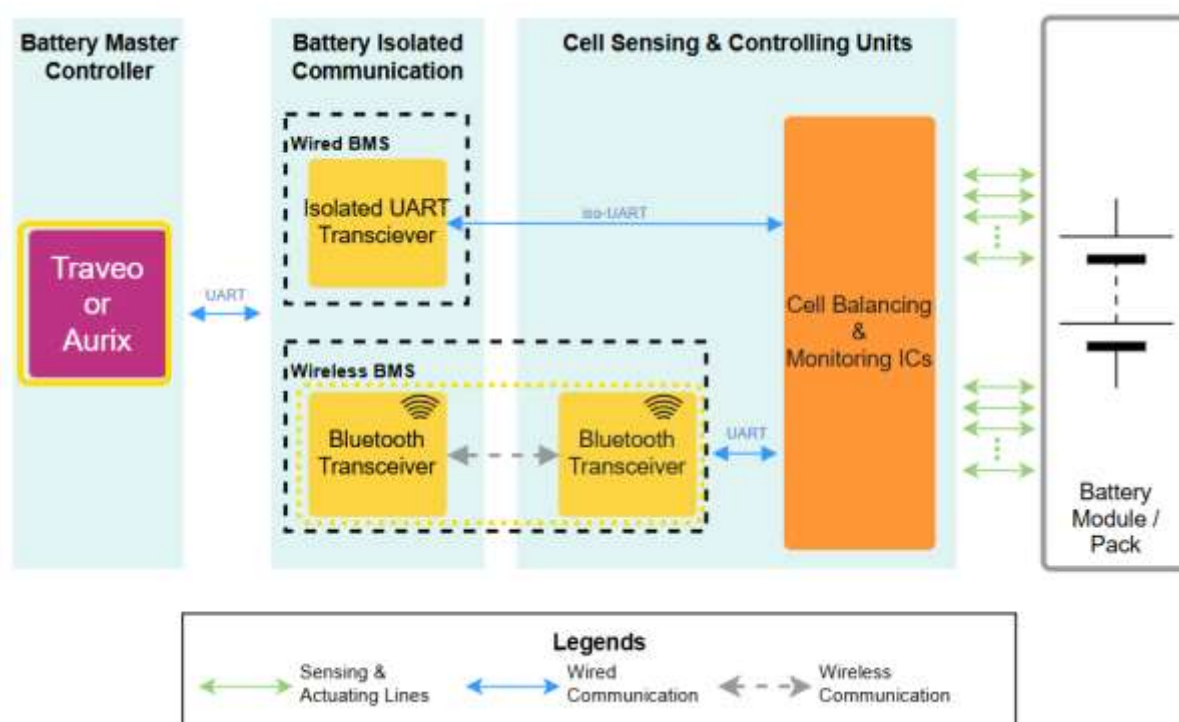 Battery Master
Controller
Battery Isolated
Communication
Cell Sensing & Controlling Units
Wired BMS
Isolated UART
Transciever
iso-UART
Traveo
or
Aurix
UART
Cell Balancing
&
Monitoring ICs
Wireless BMS
Bluetooth
Transceiver
Bluetooth
Transceiver
UART
Battery
Module /
Pack
Legends
Sensing &
Actuating Lines
Wired
Communication
Wireless
Communication